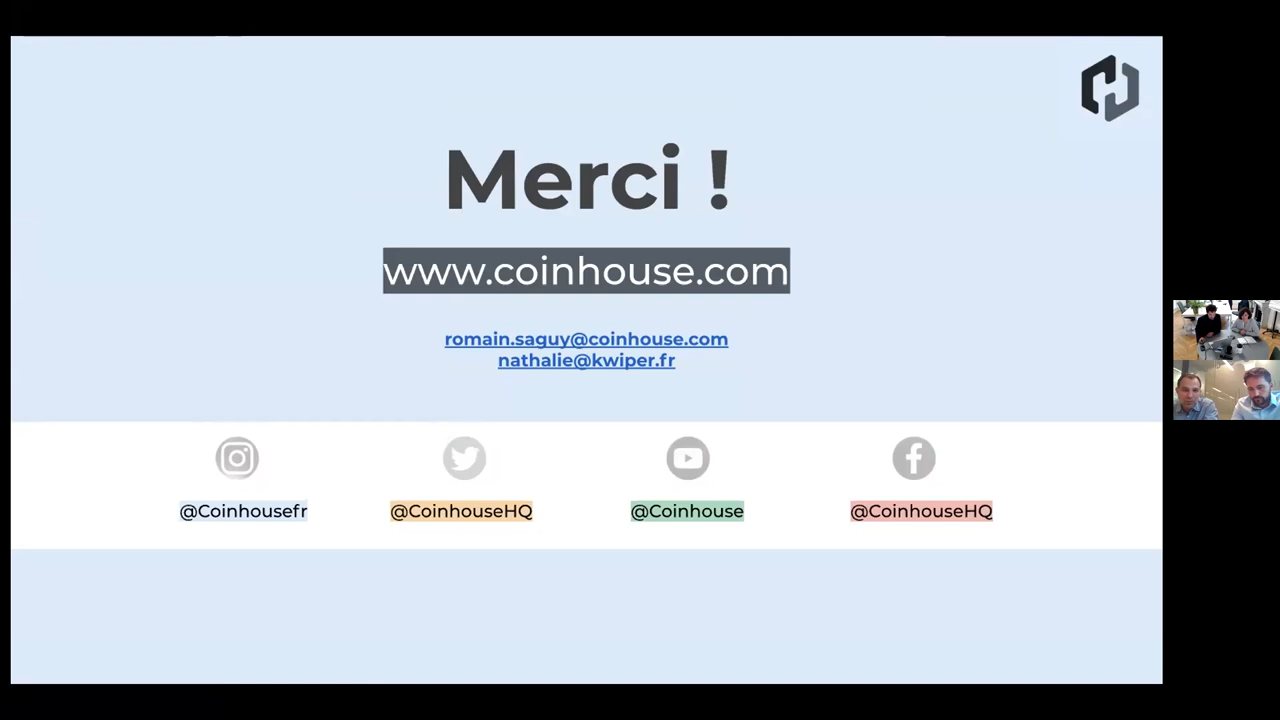 Merci !
www.coinhouse.com
romain.saguy@coinhouse.com
nathalie@kwiper.fr
@Coinhousefr
@CoinhouseHQ
@Coinhouse
@CoinhouseHQ